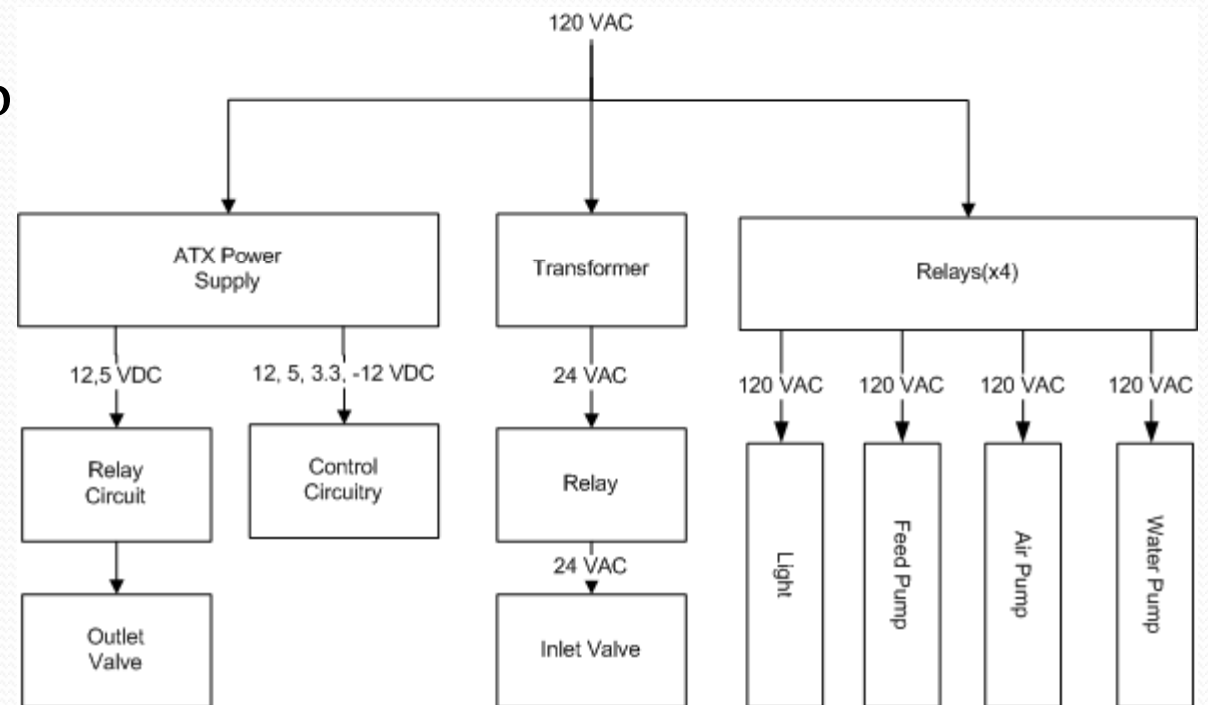 120 VAC
ATX Power
Supply
Transformer
Relays(x4)
12,5 VDC
12, 5, 3.3, -12 VDC
24 VAC
120 VAC
120 VAC
120 VAC
120 VAC
Relay
Circuit
Control
Circuitry
Relay
24 VAC
Outlet
Valve
Inlet Valve
Light
Feed Pump
Air Pump
Water Pump